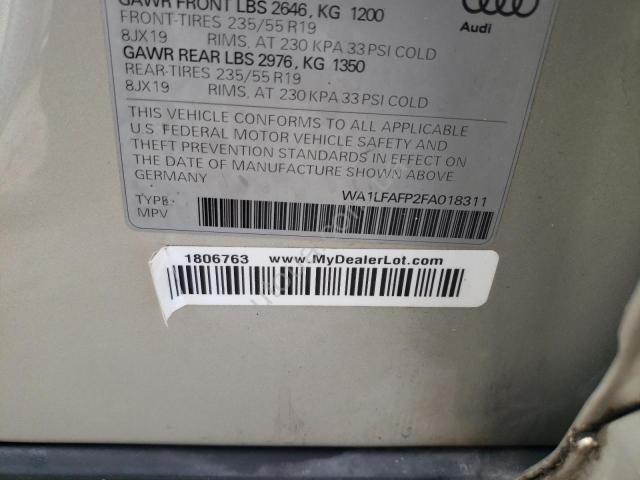 GAWR FRONT LBS 2646, KG 1200
FRONT-TIRES 235/55 R19
8JX19 RIMS, AT 230 KPA 33 PSI COLD
GAWR REAR LBS 2976, KG 1350
REAR-TIRES 235/55 R19
8JX19 RIMS, AT 230 KPA 33 PSI COLD
Audi
THIS VEHICLE CONFORMS TO ALL APPLICABLE
U.S. FEDERAL MOTOR VEHICLE SAFETY AND
THEFT PREVENTION STANDARDS IN EFFECT ON
THE DATE OF MANUFACTURE SHOWN ABOVE
WA1LFAFP2FA018311
TYPE:
MPV
1806763 www.MyDealerLot.com